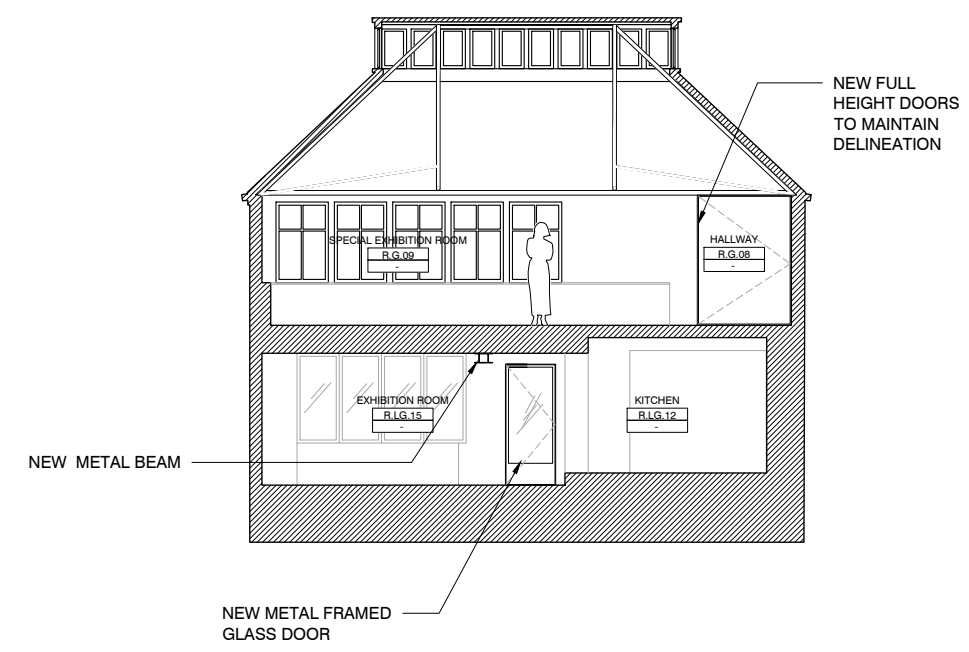 NEW FULL
HEIGHT DOORS
TO MAINTAIN
DELINEATION
SPECIAL EXHIBITION ROOM
R.G.09
-
HALLWAY
R.G.08
-
EXHIBITION ROOM
R.LG.15
-
KITCHEN
R.LG.12
-
NEW METAL BEAM
NEW METAL FRAMED
GLASS DOOR